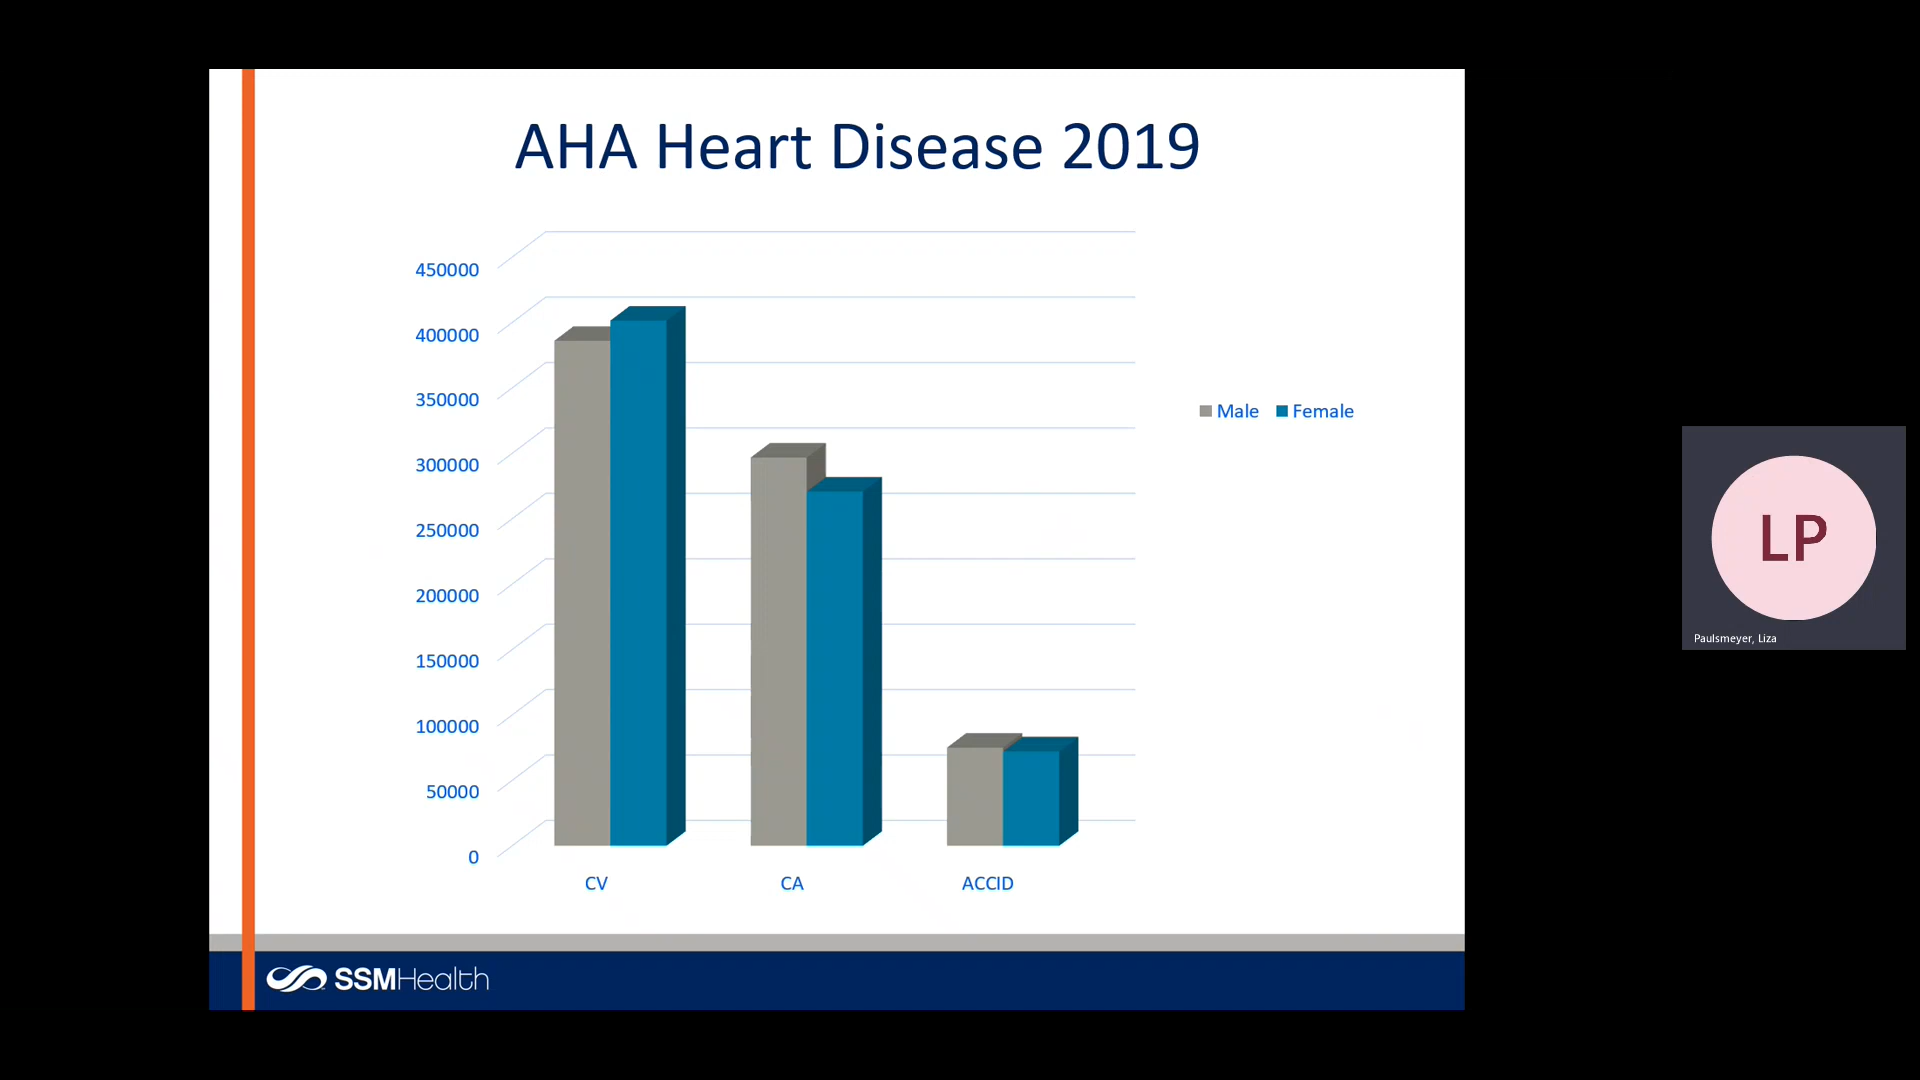 AHA Heart Disease 2019
450000
400000
350000
300000
250000
200000
150000
100000
50000
0
CV CA ACCID
Male Female
LP
Paulsmeyer, Liza
SSMHealth